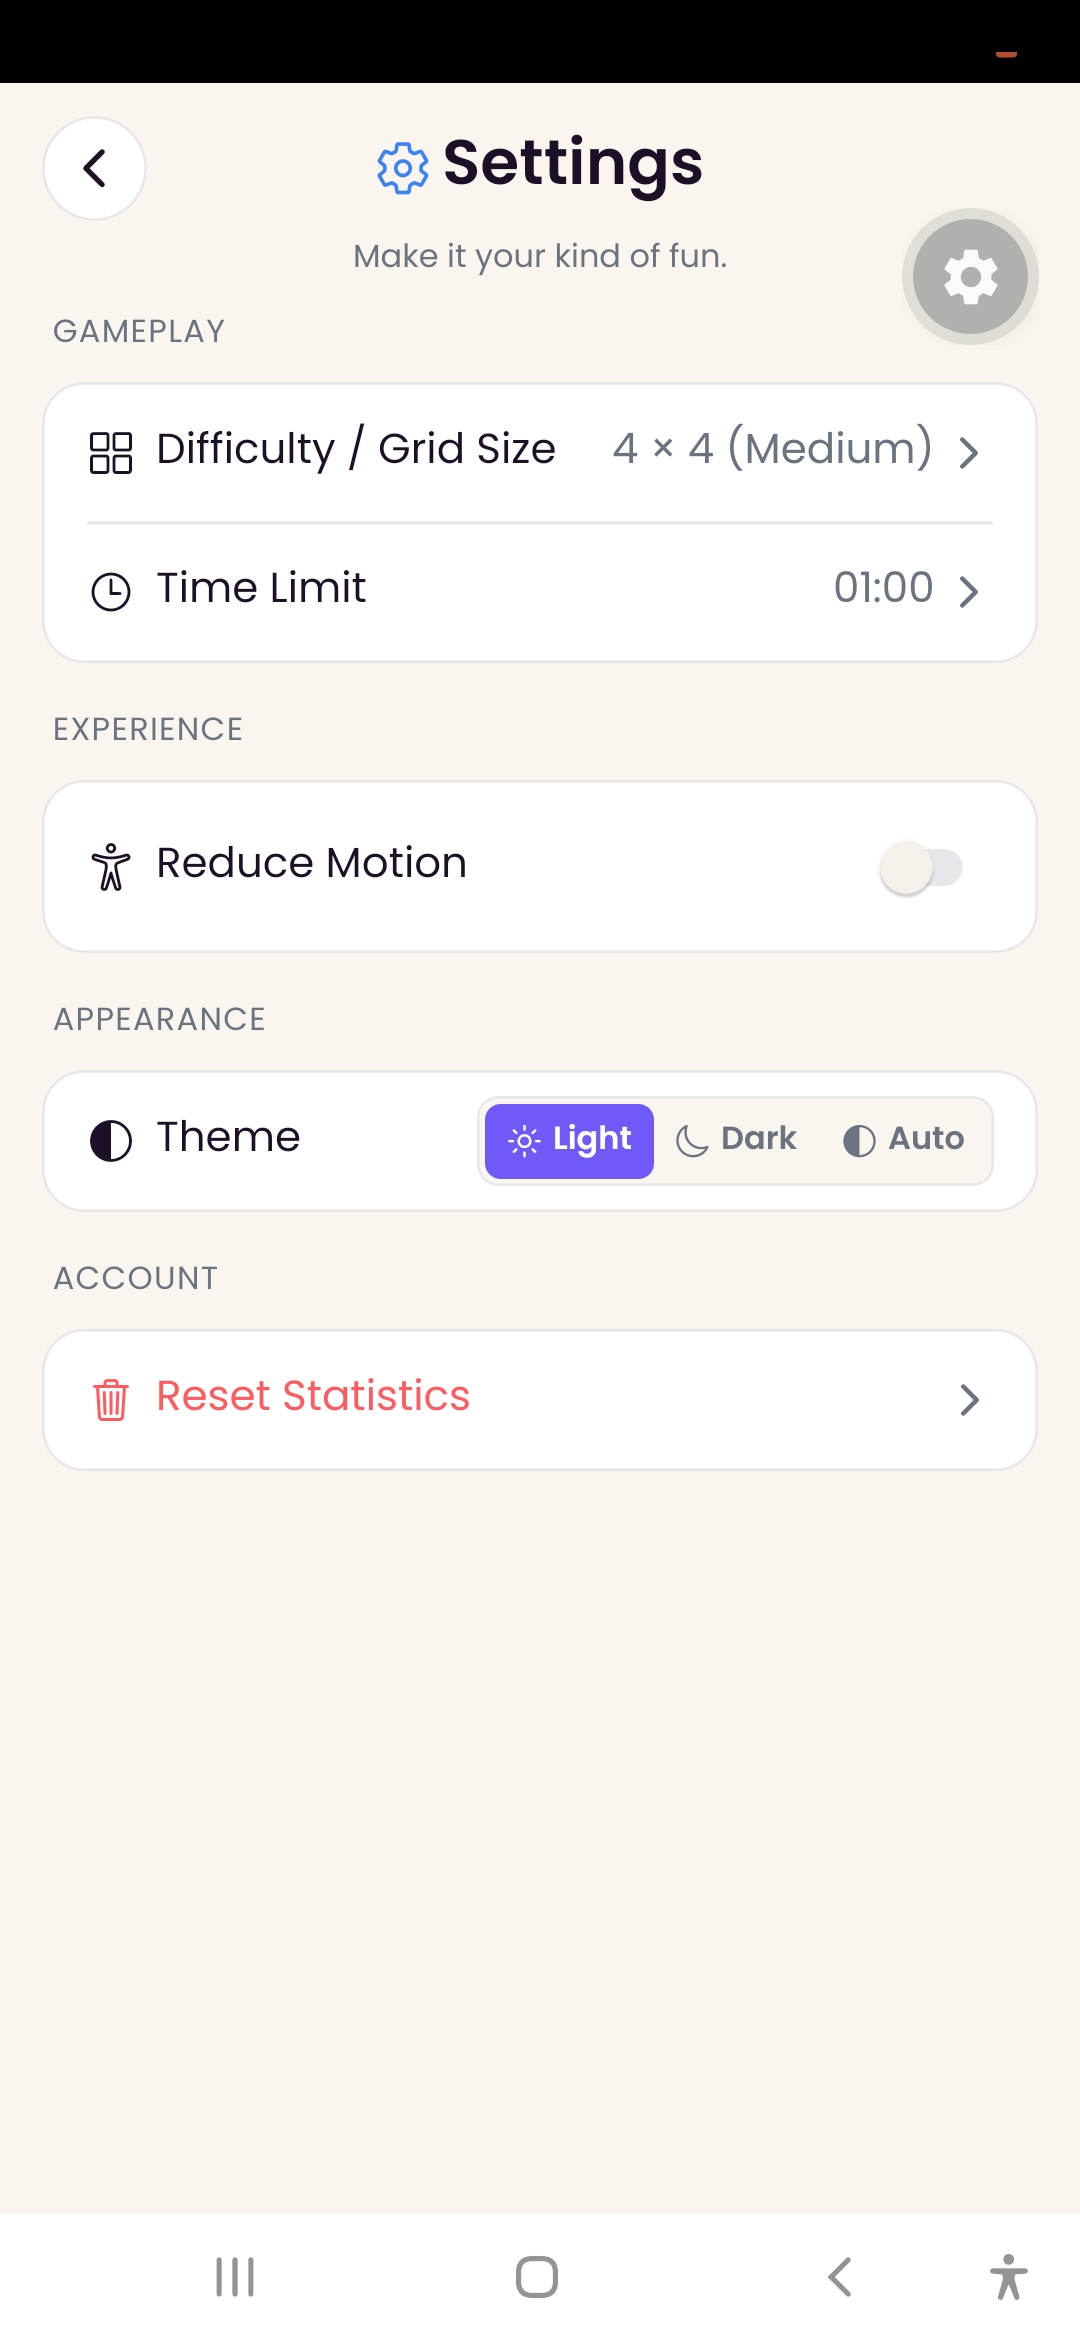 Settings
Make it your kind of fun.
GAMEPLAY
Difficulty / Grid Size 4 × 4 (Medium)
Time Limit 01:00
EXPERIENCE
Reduce Motion
APPEARANCE
Theme Light Dark Auto
ACCOUNT
Reset Statistics